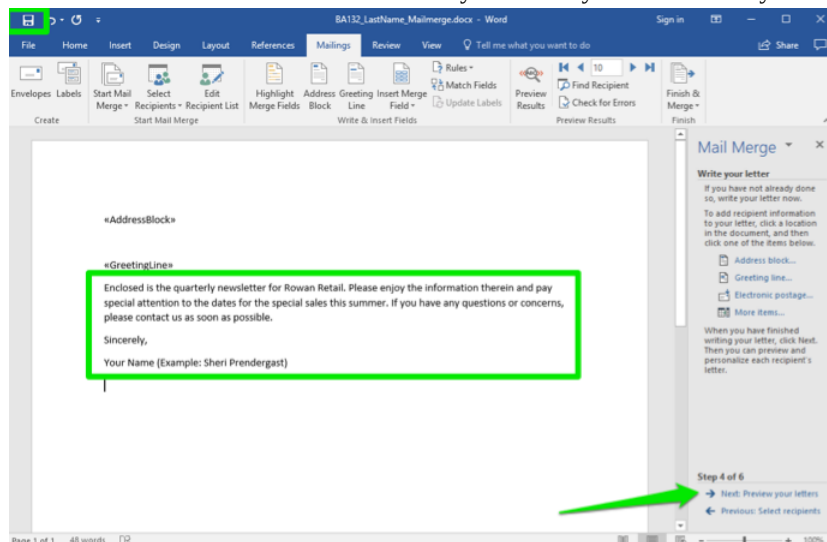 BA132_LastName_Mailmerge.docx - Word
Sign in
File Home Insert Design Layout References Mailings Review View Tell me what you want to do Share
Envelopes Labels
Create
Start Mail Merge Select Recipients Edit Recipient List
Start Mail Merge
Highlight Merge Fields Address Block Greeting Line Insert Merge Field
Rules
Match Fields
Update Labels
Write & Insert Fields
Preview Results
10
Find Recipient
Check for Errors
Preview Results
Finish & Merge
Finish
«AddressBlock»
«GreetingLine»
Enclosed is the quarterly newsletter for Rowan Retail. Please enjoy the information therein and pay
special attention to the dates for the special sales this summer. If you have any questions or concerns,
please contact us as soon as possible.
Sincerely,
Your Name (Example: Sheri Prendergast)
Mail Merge
Write your letter
If you have not already done
so, write your letter now.
To add recipient information
to your letter, click a location
in the document, and then
click one of the items below.
Address block...
Greeting line...
Electronic postage...
More items...
When you have finished
writing your letter, click Next.
Then you can preview and
personalize each recipient's
letter.
Step 4 of 6
Next: Preview your letters
Previous: Select recipients
Page 1 of 1 48 words
100%